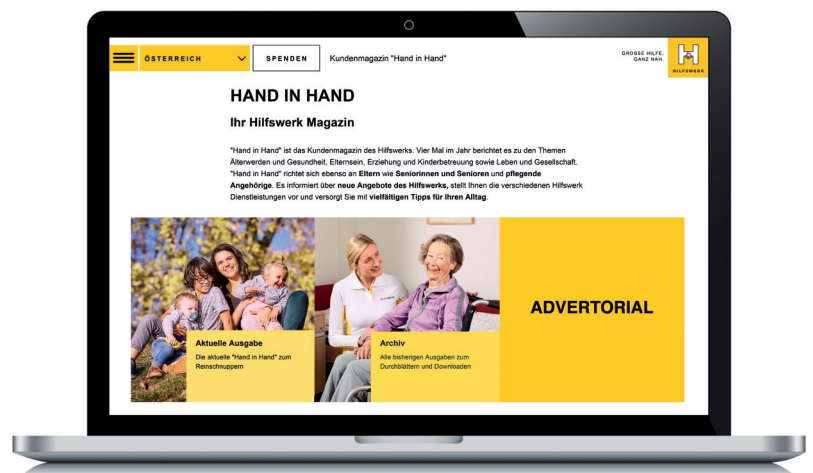 ÖSTERREICH
SPENDEN
Kundenmagazin "Hand in Hand"
GROSSE HILFE,
GANZ NAH.
HILFSWERK
HAND IN HAND
Ihr Hilfswerk Magazin
"Hand in Hand" ist das Kundenmagazin des Hilfswerks. Vier Mal im Jahr berichtet es zu den Themen
Älterwerden und Gesundheit, Elternsein, Erziehung und Kinderbetreuung sowie Leben und Gesellschaft.
"Hand in Hand" richtet sich ebenso an Eltern wie Seniorinnen und Senioren und pflegende
Angehörige. Es informiert über neue Angebote des Hilfswerks, stellt Ihnen die verschiedenen Hilfswerk
Dienstleistungen vor und versorgt Sie mit vielfältigen Tipps für Ihren Alltag.
Aktuelle Ausgabe
Die aktuelle "Hand in Hand" zum
Reinschnuppern
Archiv
Alle bisherigen Ausgaben zum
Durchblättern und Downloaden
ADVERTORIAL